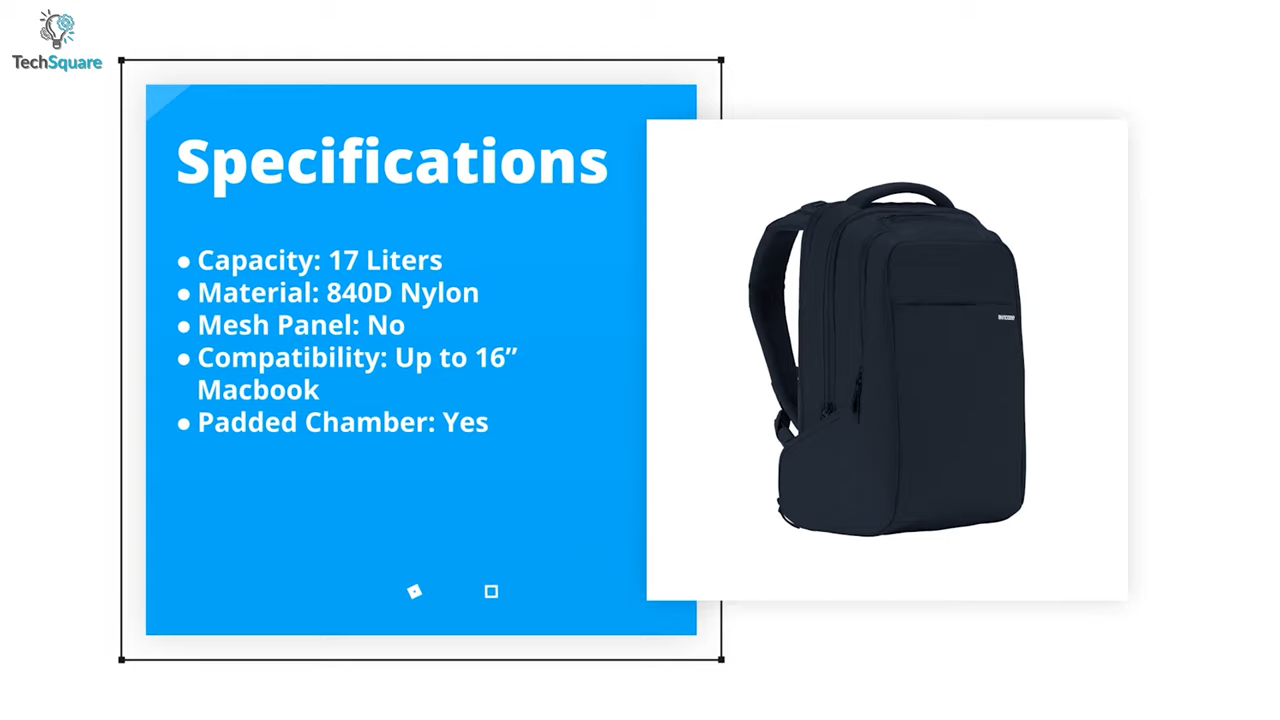 TechSquare
Specifications
● Capacity: 17 Liters
● Material: 840D Nylon
● Mesh Panel: No
● Compatibility: Up to 16”
Macbook
● Padded Chamber: Yes